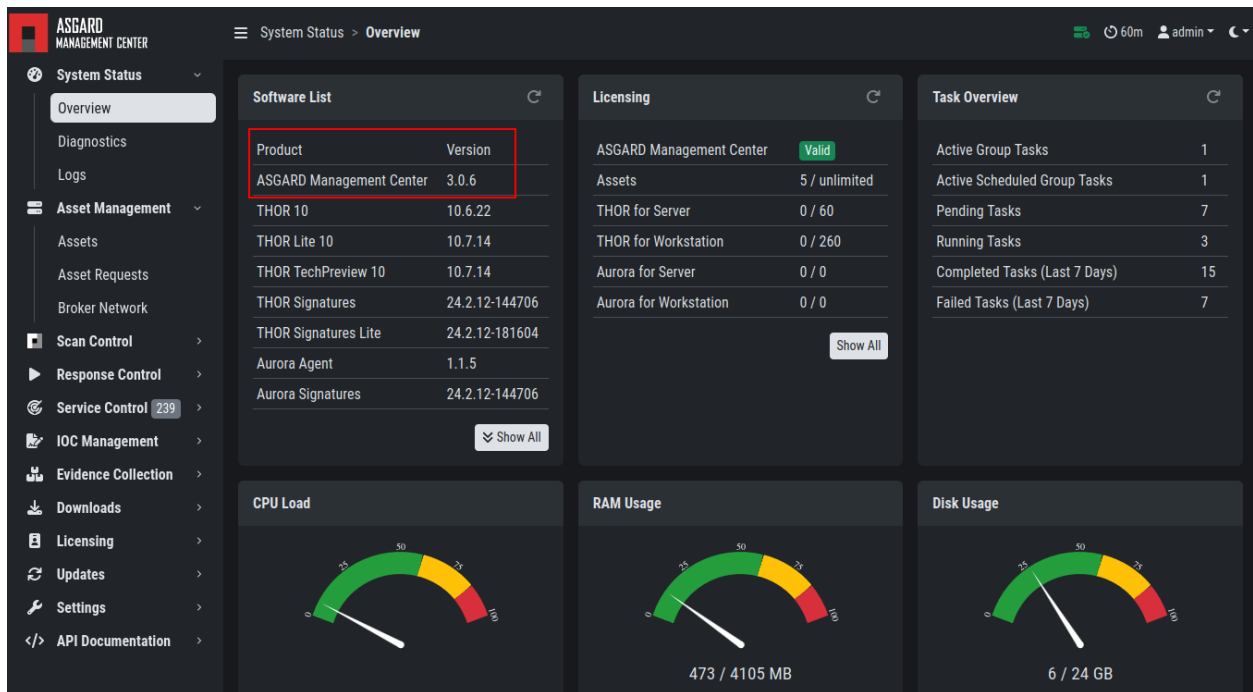 ASGARD
MANAGEMENT CENTER
System Status > Overview
60m
admin
System Status
Overview
Diagnostics
Logs
Asset Management
Assets
Asset Requests
Broker Network
Scan Control
Response Control
Service Control 239
IOC Management
Evidence Collection
Downloads
Licensing
Updates
Settings
</> API Documentation
Software List
Product Version
ASGARD Management Center 3.0.6
THOR 10 10.6.22
THOR Lite 10 10.7.14
THOR TechPreview 10 10.7.14
THOR Signatures 24.2.12-144706
THOR Signatures Lite 24.2.12-181604
Aurora Agent 1.1.5
Aurora Signatures 24.2.12-144706
Show All
Licensing
ASGARD Management Center Valid
Assets 5 / unlimited
THOR for Server 0 / 60
THOR for Workstation 0 / 260
Aurora for Server 0 / 0
Aurora for Workstation 0 / 0
Show All
Task Overview
Active Group Tasks 1
Active Scheduled Group Tasks 1
Pending Tasks 7
Running Tasks 3
Completed Tasks (Last 7 Days) 15
Failed Tasks (Last 7 Days) 7
CPU Load
0 25 50 75 100
RAM Usage
0 25 50 75 100
473 / 4105 MB
Disk Usage
0 25 50 75 100
6 / 24 GB